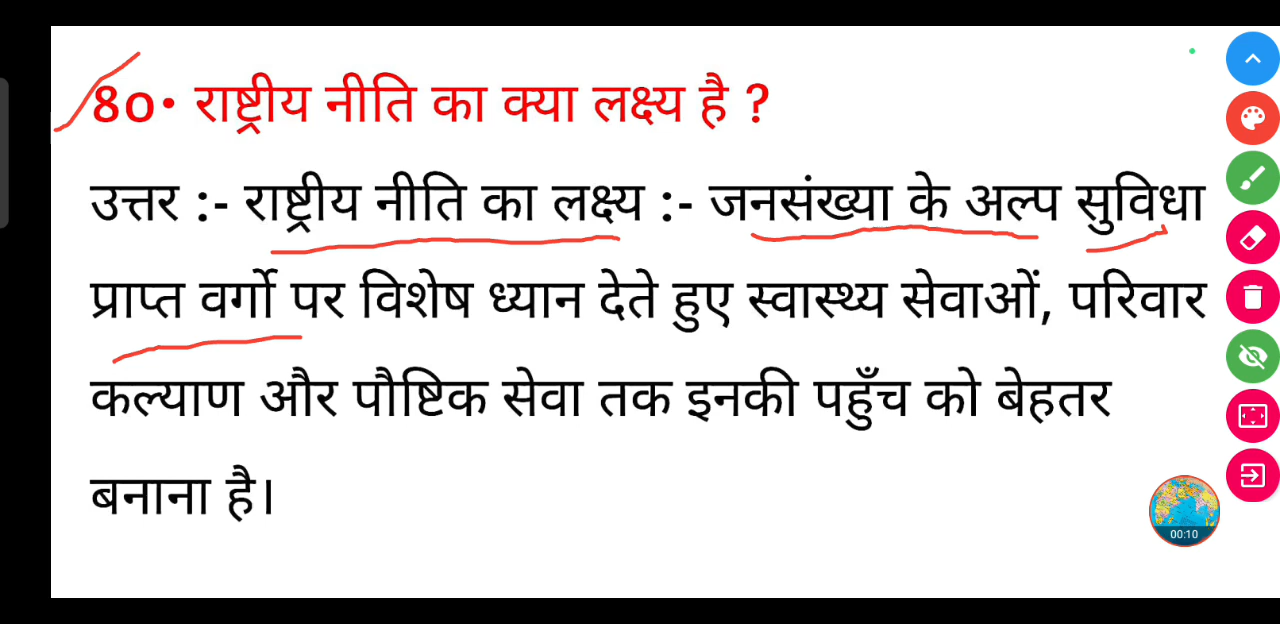 80• राष्ट्रीय नीति का क्या लक्ष्य है ?
उत्तर :- राष्ट्रीय नीति का लक्ष्य :- जनसंख्या के अल्प सुविधा
प्राप्त वर्गो पर विशेष ध्यान देते हुए स्वास्थ्य सेवाओं, परिवार
कल्याण और पौष्टिक सेवा तक इनकी पहुँच को बेहतर
बनाना है।
00:10